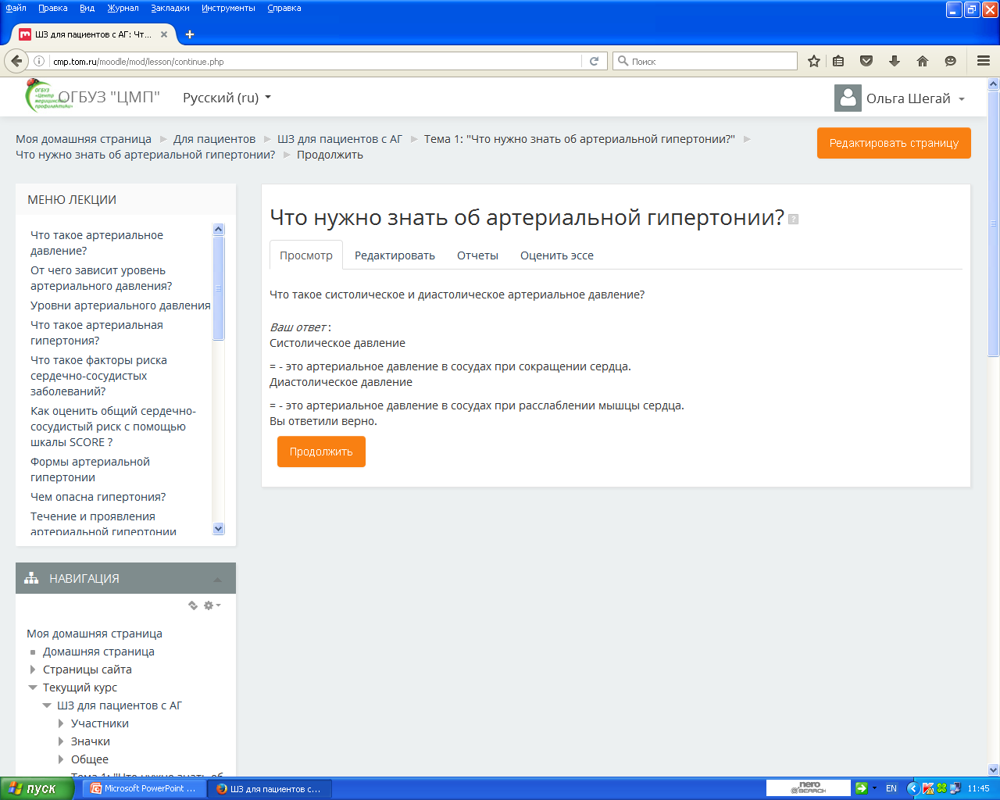 Файл Правка Вид Журнал Закладки Инструменты Справка
ШЗ для пациентов с АГ: Чт...
cmp.tom.ru/moodle/mod/lesson/continue.php
Поиск
ОГБУЗ "ЦМП"
Русский (ru)
Ольга Шегай
Моя домашняя страница Для пациентов ШЗ для пациентов с АГ Тема 1: "Что нужно знать об артериальной гипертонии?"
Что нужно знать об артериальной гипертонии? Продолжить
Редактировать страницу
МЕНЮ ЛЕКЦИИ
Что такое артериальное
давление?
От чего зависит уровень
артериального давления?
Уровни артериального давления
Что такое артериальная
гипертония?
Что такое факторы риска
сердечно-сосудистых
заболеваний?
Как оценить общий сердечно-
сосудистый риск с помощью
шкалы SCORE ?
Формы артериальной
гипертонии
Чем опасна гипертония?
Течение и проявления
артериальной гипертонии
НАВИГАЦИЯ
Моя домашняя страница
Домашняя страница
Страницы сайта
Текущий курс
ШЗ для пациентов с АГ
Участники
Значки
Общее
Тема 1: "Что нужно знать об
Что нужно знать об артериальной гипертонии?
Просмотр Редактировать Отчеты Оценить эссе
Что такое систолическое и диастолическое артериальное давление?
Ваш ответ :
Систолическое давление
= - это артериальное давление в сосудах при сокращении сердца.
Диастолическое давление
= - это артериальное давление в сосудах при расслаблении мышцы сердца.
Вы ответили верно.
Продолжить
пуск
Microsoft PowerPoint ...
ШЗ для пациентов с...
nero
SEARCH
EN
11:45